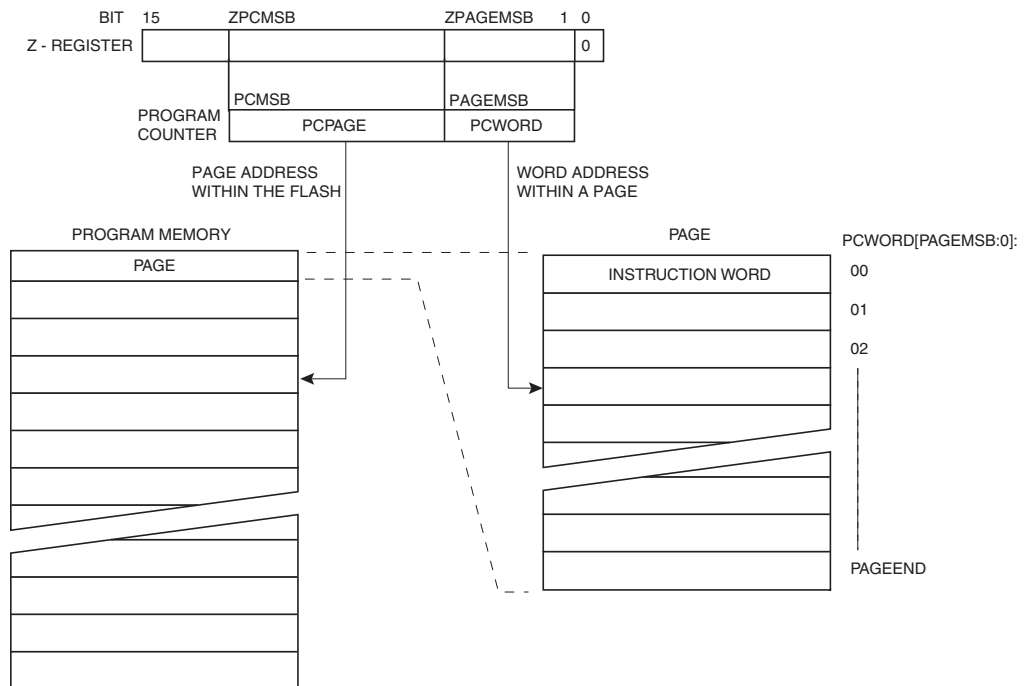 BIT 15 ZPCMSB ZPAGEMSB 1 0
Z - REGISTER 0
PCMSB PAGEMSB
PROGRAM
COUNTER
PCPAGE PCWORD
PAGE ADDRESS
WITHIN THE FLASH
WORD ADDRESS
WITHIN A PAGE
PROGRAM MEMORY
PAGE
PAGE
PCWORD[PAGEMSB:0]:
INSTRUCTION WORD
00
01
02
PAGEEND